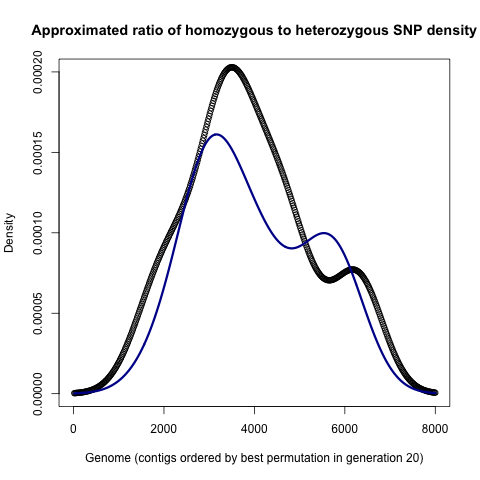 Approximated ratio of homozygous to heterozygous SNP density
0.00020
0.00015
0.00010
0.00005
0.00000
Density
0 2000 4000 6000 8000
Genome (contigs ordered by best permutation in generation 20)